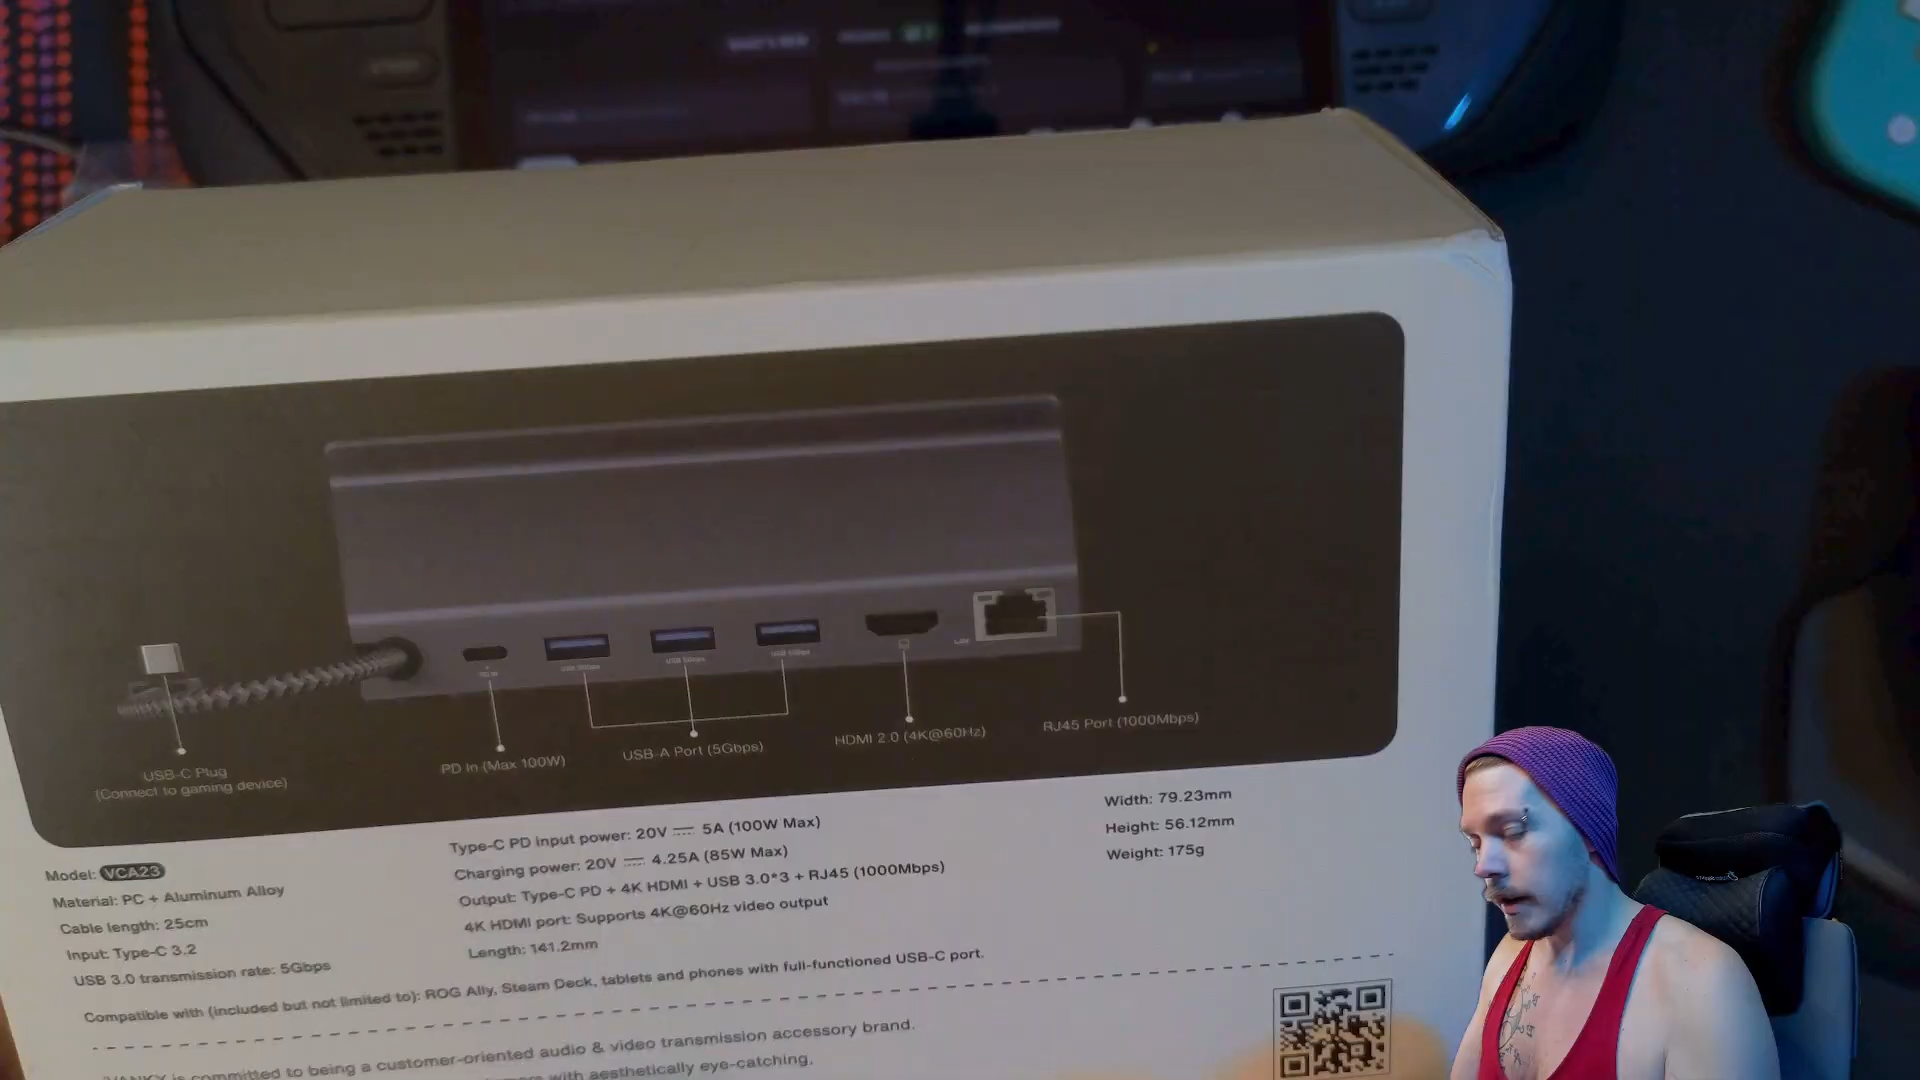 USB-C Plug
(Connect to gaming device)
PD In (Max 100W)
USB-A Port (5Gbps)
HDMI 2.0 (4K@60Hz)
RJ45 Port (1000Mbps)
Model: VCA23
Material: PC + Aluminum Alloy
Cable length: 25cm
Input: Type-C 3.2
USB 3.0 transmission rate: 5Gbps
Type-C PD input power: 20V ⎓ 5A (100W Max)
Charging power: 20V ⎓ 4.25A (85W Max)
Output: Type-C PD + 4K HDMI + USB 3.0*3 + RJ45 (1000Mbps)
4K HDMI port: Supports 4K@60Hz video output
Length: 141.2mm
Width: 79.23mm
Height: 56.12mm
Weight: 175g
Compatible with (included but not limited to): ROG Ally, Steam Deck, tablets and phones with full-functioned USB-C port.
is committed to being a customer-oriented audio & video transmission accessory brand.
with aesthetically eye-catching.